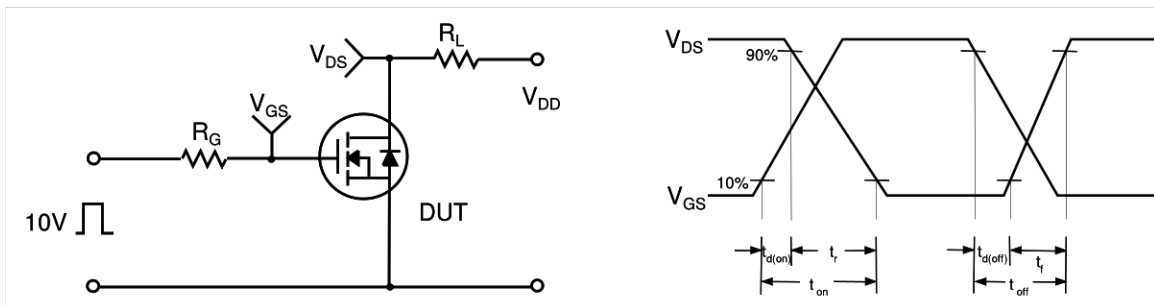 R_L
V_DS
V_DD
V_GS
R_G
10V
DUT
V_DS
90%
10%
V_GS
t_d(on)
t_r
t_on
t_d(off)
t_f
t_off